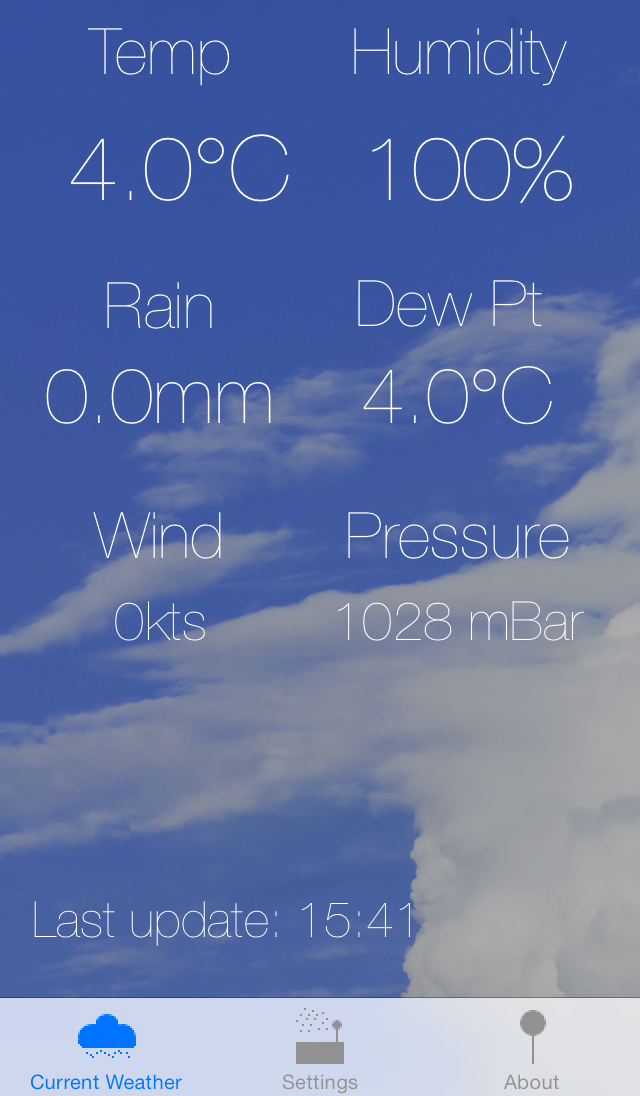 Temp Humidity
4.0°C 100%
Rain Dew Pt
0.0mm 4.0°C
Wind Pressure
0kts 1028 mBar
Last update: 15:41
Current Weather Settings About